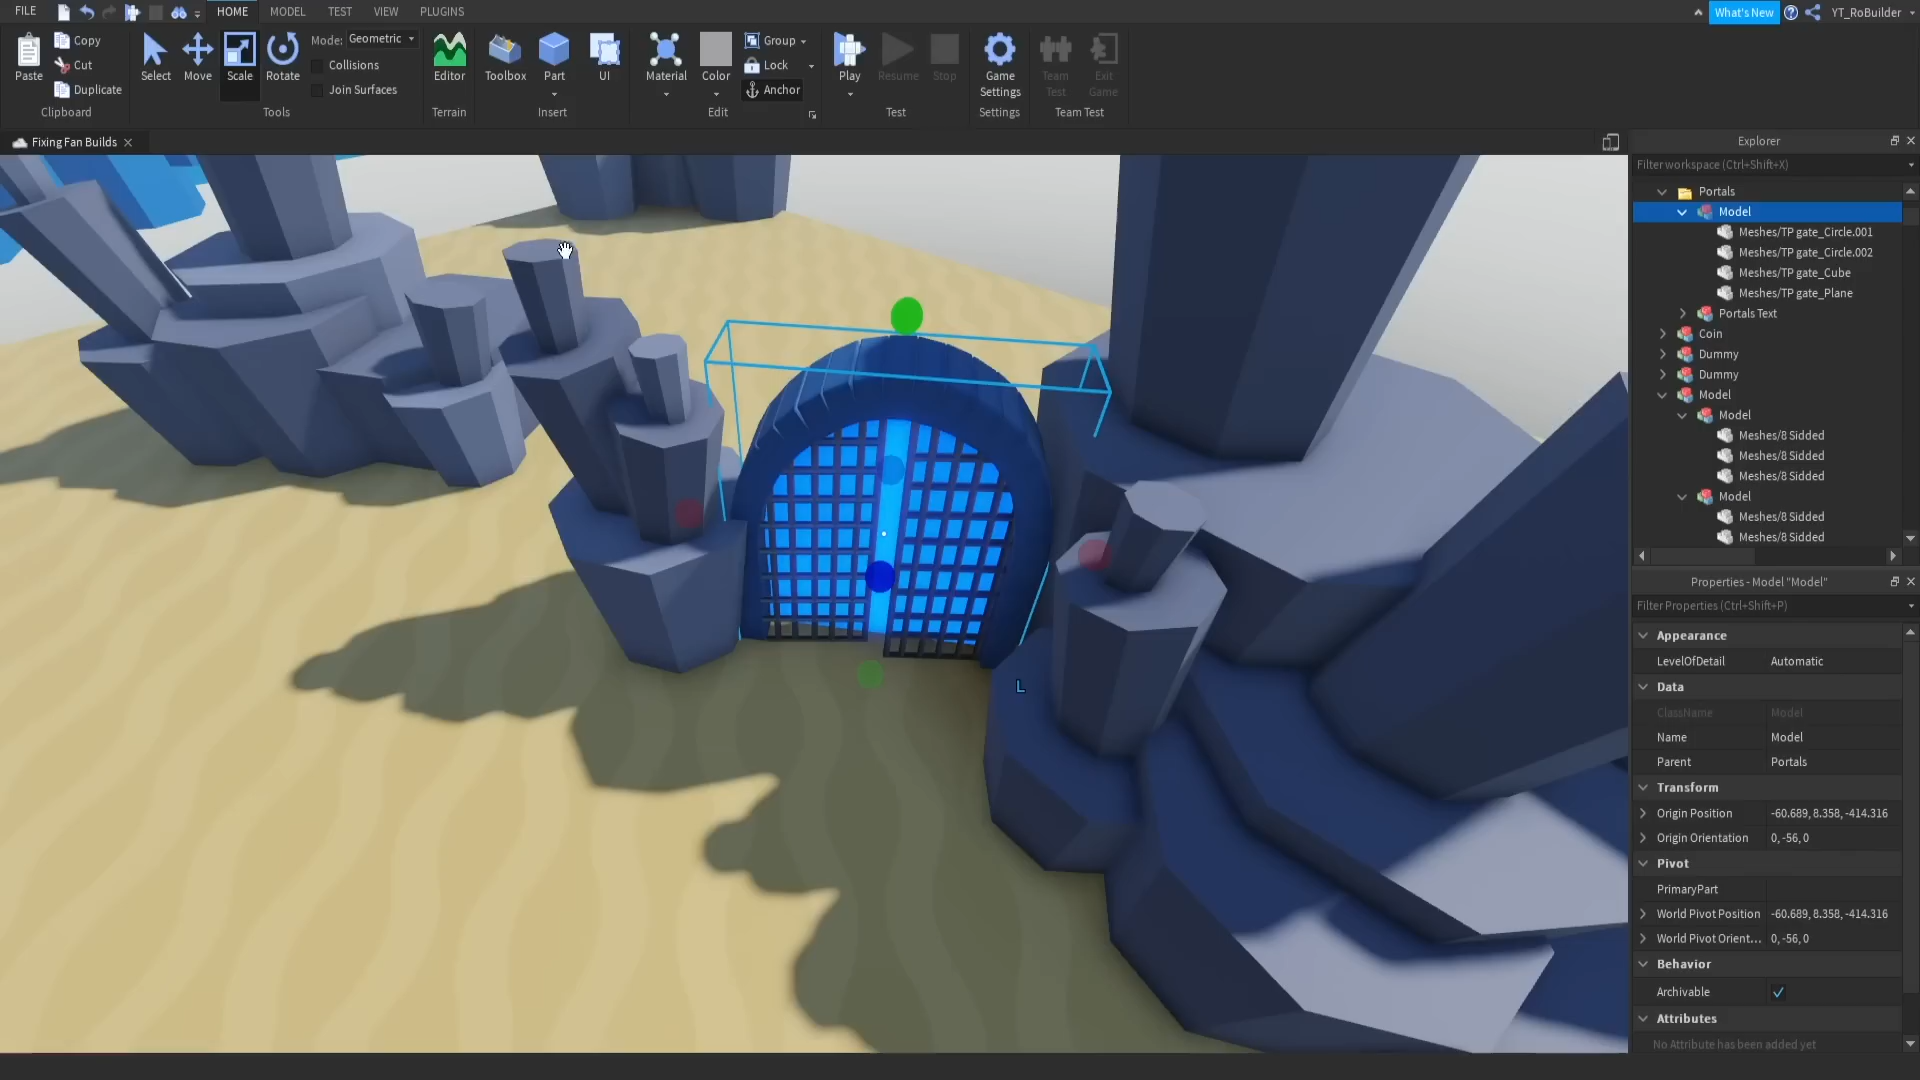 FILE
HOME
MODEL
TEST
VIEW
PLUGINS
What's New
YT_RoBuilder
Paste
Copy
Cut
Duplicate
Clipboard
Select
Move
Scale
Rotate
Mode: Geometric
Collisions
Join Surfaces
Tools
Editor
Terrain
Toolbox
Part
UI
Insert
Material
Color
Group
Lock
Anchor
Edit
Play
Resume
Stop
Test
Game
Settings
Settings
Team
Test
Exit
Game
Team Test
Fixing Fan Builds
L
Explorer
Filter workspace (Ctrl+Shift+X)
Portals
Model
Meshes/TP gate_Circle.001
Meshes/TP gate_Circle.002
Meshes/TP gate_Cube
Meshes/TP gate_Plane
Portals Text
Coin
Dummy
Dummy
Model
Model
Meshes/8 Sidded
Meshes/8 Sidded
Meshes/8 Sidded
Model
Meshes/8 Sidded
Meshes/8 Sidded
Properties - Model "Model"
Filter Properties (Ctrl+Shift+P)
Appearance
LevelOfDetail Automatic
Data
ClassName Model
Name Model
Parent Portals
Transform
Origin Position -60.689, 8.358, -414.316
Origin Orientation 0, -56, 0
Pivot
PrimaryPart
World Pivot Position -60.689, 8.358, -414.316
World Pivot Orient... 0, -56, 0
Behavior
Archivable
Attributes
No Attribute has been added yet